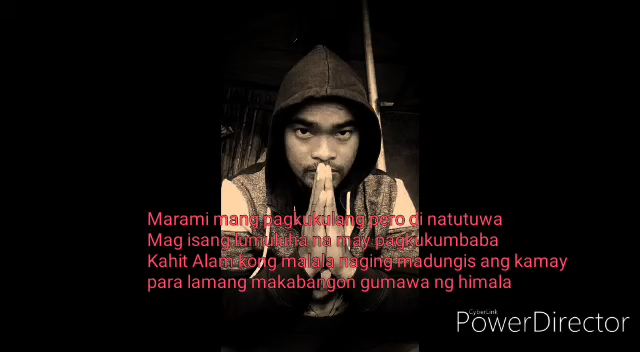 Marami mang pagkukulang pero di natutuwa
Mag isang lumuluha na may pagkukumbaba
Kahit Alam kong malala naging madungis ang kamay
para lamang makabangon gumawa ng himala
CyberLink
PowerDirector